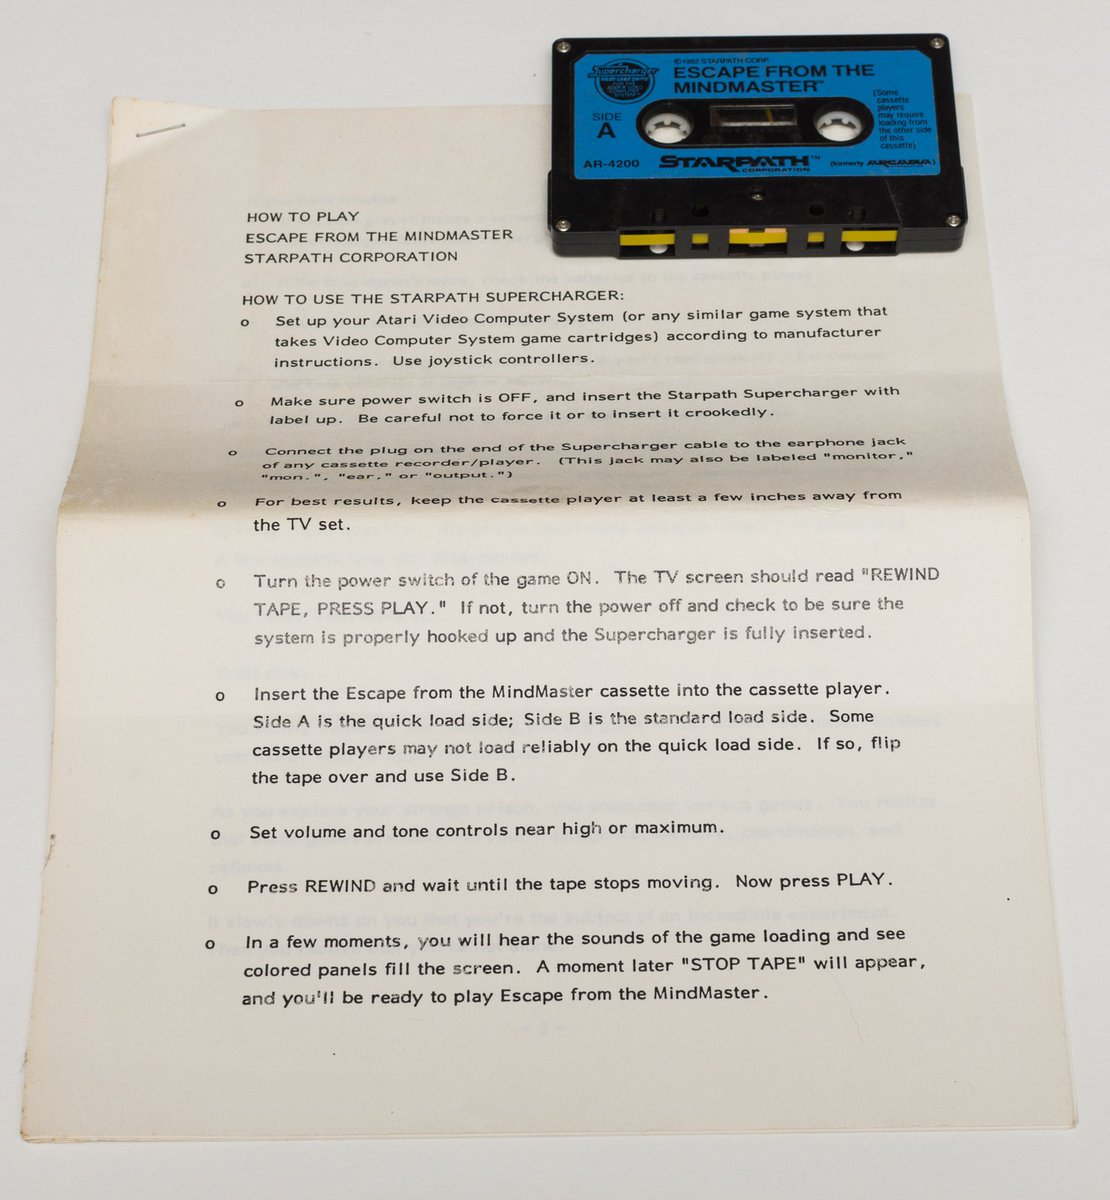 Supercharger
Multi Load game
©1982 STARPATH CORP.
ESCAPE FROM THE
MINDMASTER™
SIDE
A
(Some
cassette
players
may require
loading from
the other side
of this
cassette)
AR-4200
STARPATH™
CORPORATION
(formerly ARCADIA)
HOW TO PLAY
ESCAPE FROM THE MINDMASTER
STARPATH CORPORATION
HOW TO USE THE STARPATH SUPERCHARGER:
o Set up your Atari Video Computer System (or any similar game system that
takes Video Computer System game cartridges) according to manufacturer
instructions. Use joystick controllers.
o Make sure power switch is OFF, and insert the Starpath Supercharger with
label up. Be careful not to force it or to insert it crookedly.
o Connect the plug on the end of the Supercharger cable to the earphone jack
of any cassette recorder/player. (This jack may also be labeled "monitor,"
"mon.", "ear," or "output.")
o For best results, keep the cassette player at least a few inches away from
the TV set.
o Turn the power switch of the game ON. The TV screen should read "REWIND
TAPE, PRESS PLAY." If not, turn the power off and check to be sure the
system is properly hooked up and the Supercharger is fully inserted.
o Insert the Escape from the MindMaster cassette into the cassette player.
Side A is the quick load side; Side B is the standard load side. Some
cassette players may not load reliably on the quick load side. If so, flip
the tape over and use Side B.
o Set volume and tone controls near high or maximum.
o Press REWIND and wait until the tape stops moving. Now press PLAY.
o In a few moments, you will hear the sounds of the game loading and see
colored panels fill the screen. A moment later "STOP TAPE" will appear,
and you'll be ready to play Escape from the MindMaster.